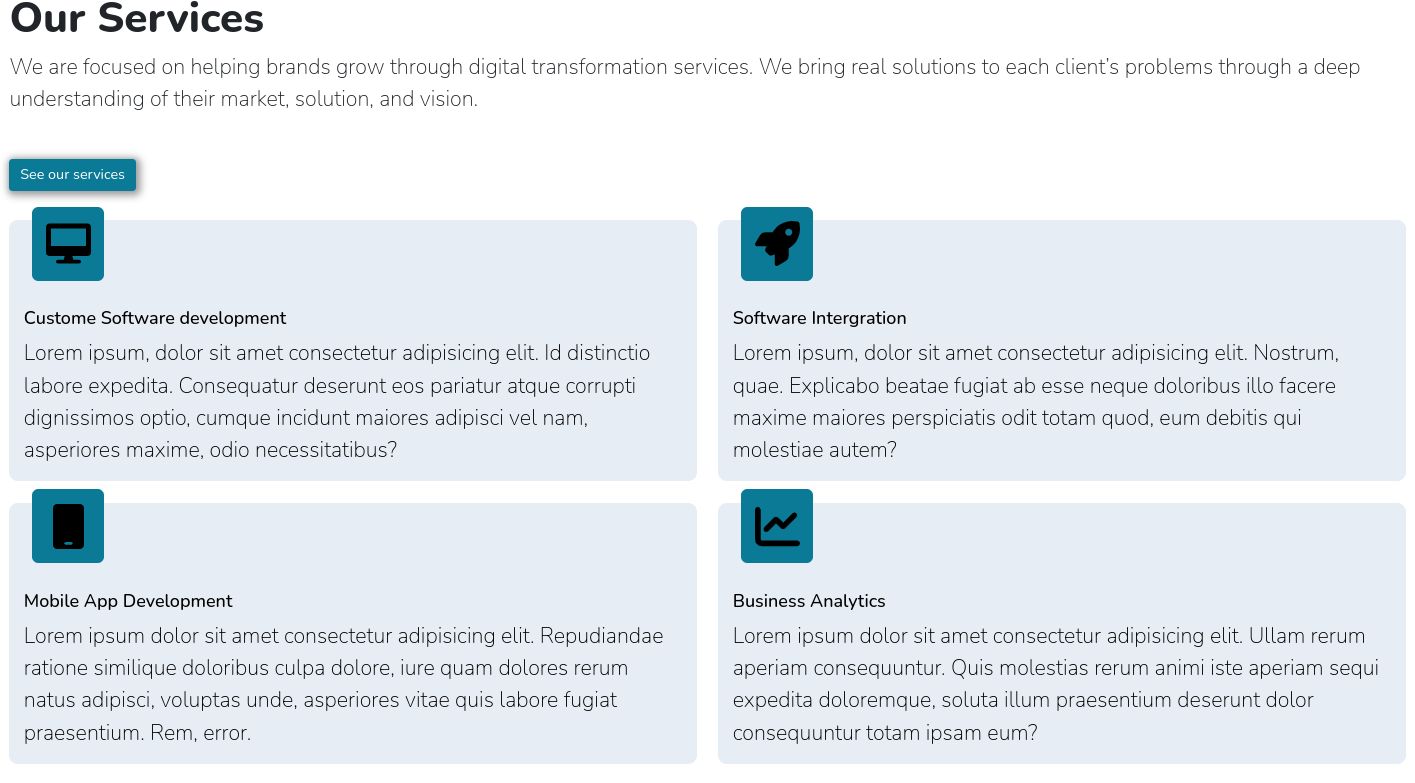 Our Services
We are focused on helping brands grow through digital transformation services. We bring real solutions to each client’s problems through a deep
understanding of their market, solution, and vision.
See our services
Custome Software development
Lorem ipsum, dolor sit amet consectetur adipisicing elit. Id distinctio
labore expedita. Consequatur deserunt eos pariatur atque corrupti
dignissimos optio, cumque incidunt maiores adipisci vel nam,
asperiores maxime, odio necessitatibus?
Software Intergration
Lorem ipsum, dolor sit amet consectetur adipisicing elit. Nostrum,
quae. Explicabo beatae fugiat ab esse neque doloribus illo facere
maxime maiores perspiciatis odit totam quod, eum debitis qui
molestiae autem?
Mobile App Development
Lorem ipsum dolor sit amet consectetur adipisicing elit. Repudiandae
ratione similique doloribus culpa dolore, iure quam dolores rerum
natus adipisci, voluptas unde, asperiores vitae quis labore fugiat
praesentium. Rem, error.
Business Analytics
Lorem ipsum dolor sit amet consectetur adipisicing elit. Ullam rerum
aperiam consequuntur. Quis molestias rerum animi iste aperiam sequi
expedita doloremque, soluta illum praesentium deserunt dolor
consequuntur totam ipsam eum?